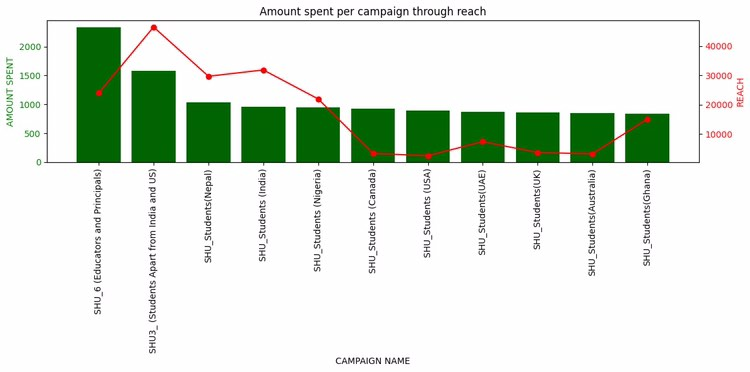 Amount spent per campaign through reach
AMOUNT SPENT
2000
1500
1000
500
0
40000
30000
20000
10000
REACH
SHU_6 (Educators and Principals)
SHU3_ (Students Apart from India and US)
SHU_Students(Nepal)
SHU_Students (India)
SHU_Students (Nigeria)
SHU_Students (Canada)
SHU_Students (USA)
SHU_Students(UAE)
SHU_Students(UK)
SHU_Students(Australia)
SHU_Students(Ghana)
CAMPAIGN NAME